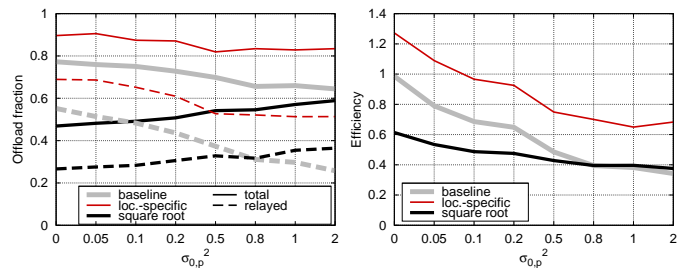 1
0.8
0.6
0.4
0.2
0
Offload fraction
baseline
loc.-specific
square root
total
relayed
0 0.05 0.1 0.2 0.5 0.8 1 2
σ0,p²
1.4
1.2
1
0.8
0.6
0.4
0.2
0
Efficiency
baseline
loc.-specific
square root
0 0.05 0.1 0.2 0.5 0.8 1 2
σ0,p²